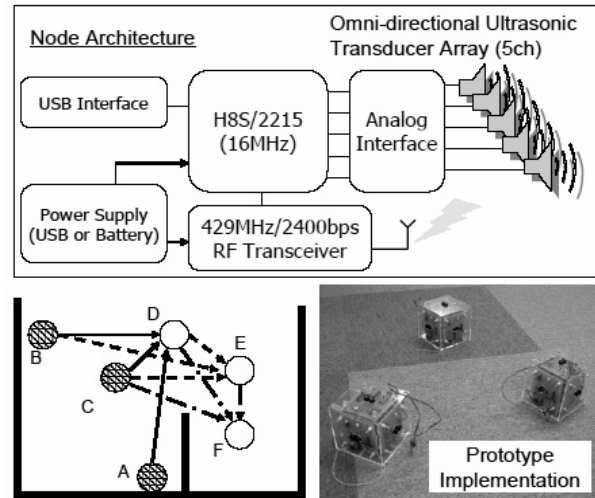 Node Architecture
Omni-directional Ultrasonic
Transducer Array (5ch)
USB Interface
H8S/2215
(16MHz)
Analog
Interface
Power Supply
(USB or Battery)
429MHz/2400bps
RF Transceiver
D
B
E
C
F
A
Prototype
Implementation